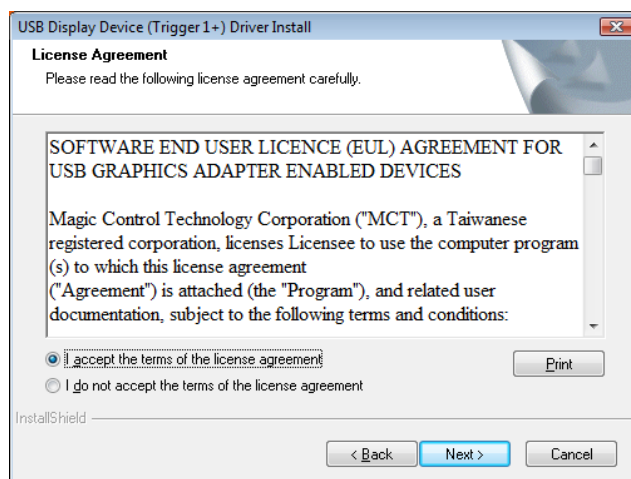 USB Display Device (Trigger 1+) Driver Install
License Agreement
Please read the following license agreement carefully.
SOFTWARE END USER LICENCE (EUL) AGREEMENT FOR
USB GRAPHICS ADAPTER ENABLED DEVICES
Magic Control Technology Corporation ("MCT"), a Taiwanese
registered corporation, licenses Licensee to use the computer program
(s) to which this license agreement
("Agreement") is attached (the "Program"), and related user
documentation, subject to the following terms and conditions:
I accept the terms of the license agreement
Print
I do not accept the terms of the license agreement
InstallShield
< Back
Next >
Cancel